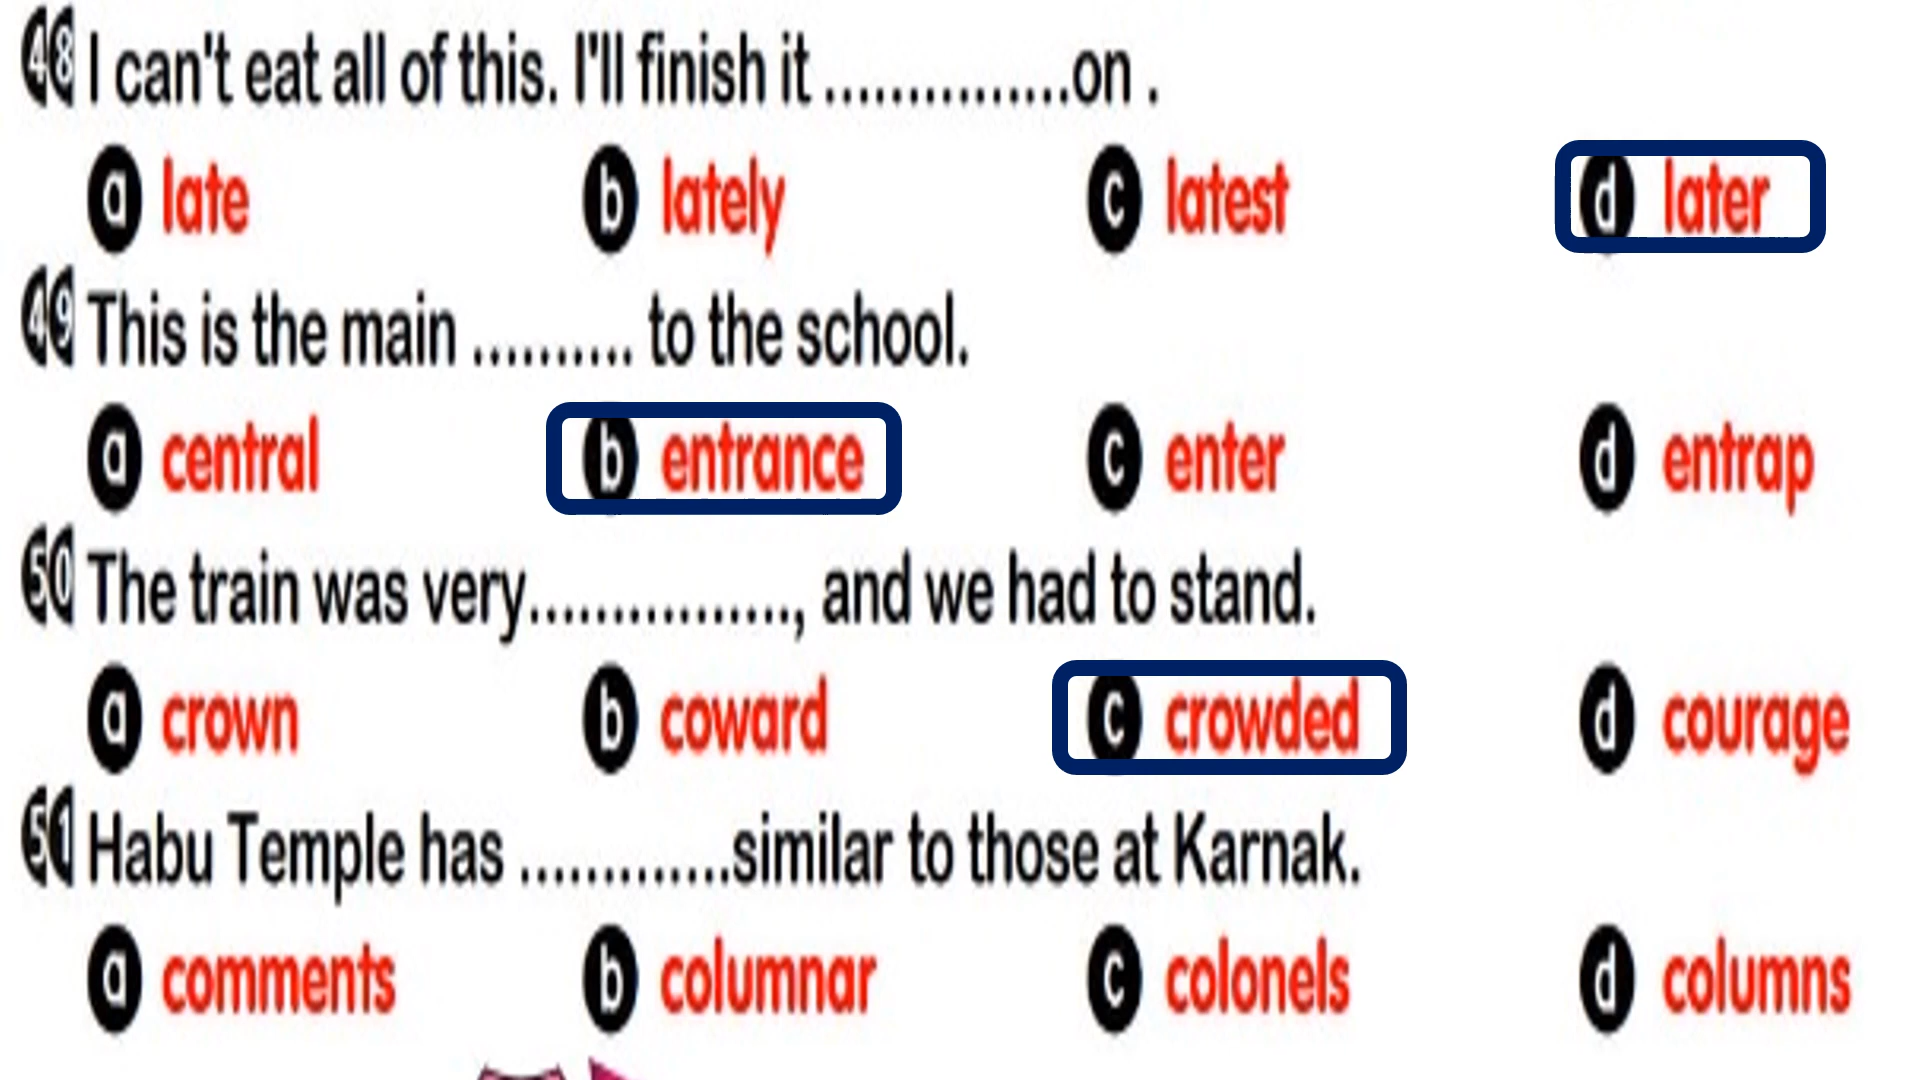 48 I can't eat all of this. I'll finish it ...............on .
a late b lately c latest d later
49 This is the main .......... to the school.
a central b entrance c enter d entrap
50 The train was very................, and we had to stand.
a crown b coward c crowded d courage
51 Habu Temple has .............similar to those at Karnak.
a comments b columnar c colonels d columns